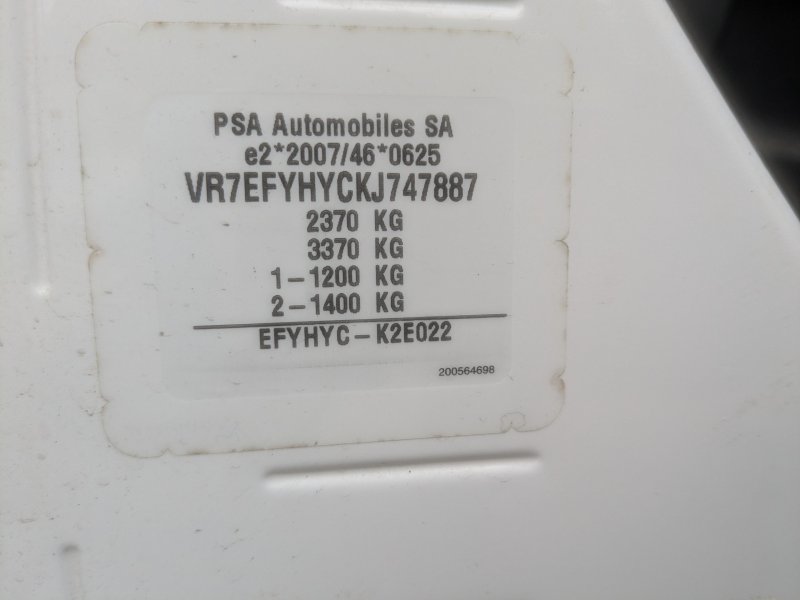 PSA Automobiles SA
e2*2007/46*0625
VR7EFYHYCKJ747887
2370 KG
3370 KG
1-1200 KG
2-1400 KG
EFYHYC-K2E022
200564698